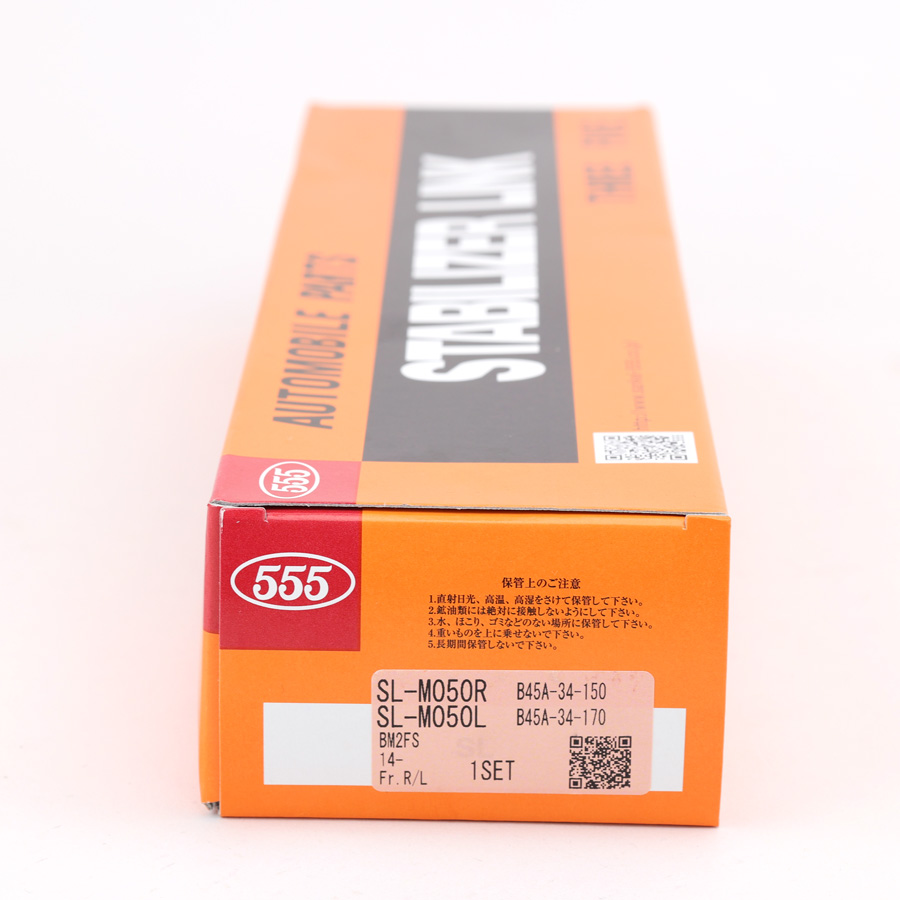 THREE FIVE
STABILIZER LINK
AUTOMOBILE PARTS
555
555
保管上のご注意
1.直射日光、高温、高湿をさけて保管して下さい。
2.鉱油類には絶対に接触しないようにして下さい。
3.水、ほこり、ゴミなどのない場所に保管して下さい。
4.重いものを上に乗せないで下さい。
5.長期間保管しないで下さい。
SL-M050R B45A-34-150
SL-M050L B45A-34-170
BM2FS
14-
Fr.R/L 1SET